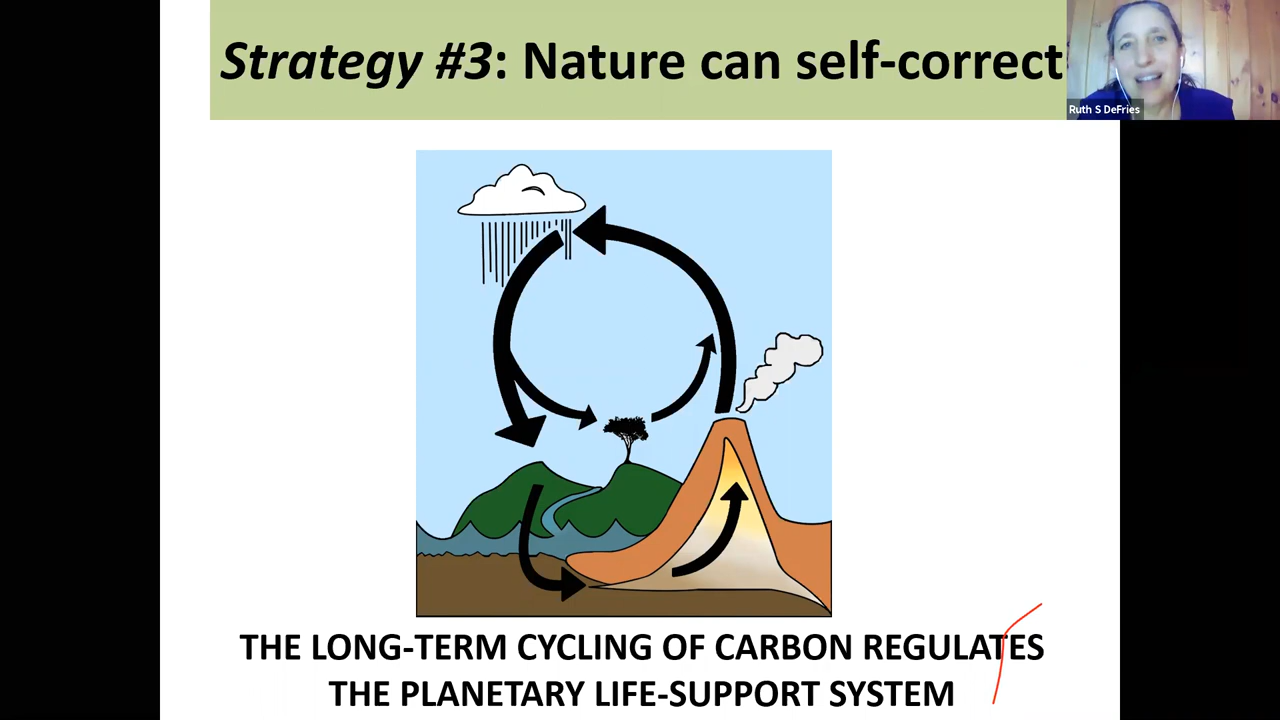 Strategy #3: Nature can self-correct
Ruth S DeFries
THE LONG-TERM CYCLING OF CARBON REGULATES
THE PLANETARY LIFE-SUPPORT SYSTEM